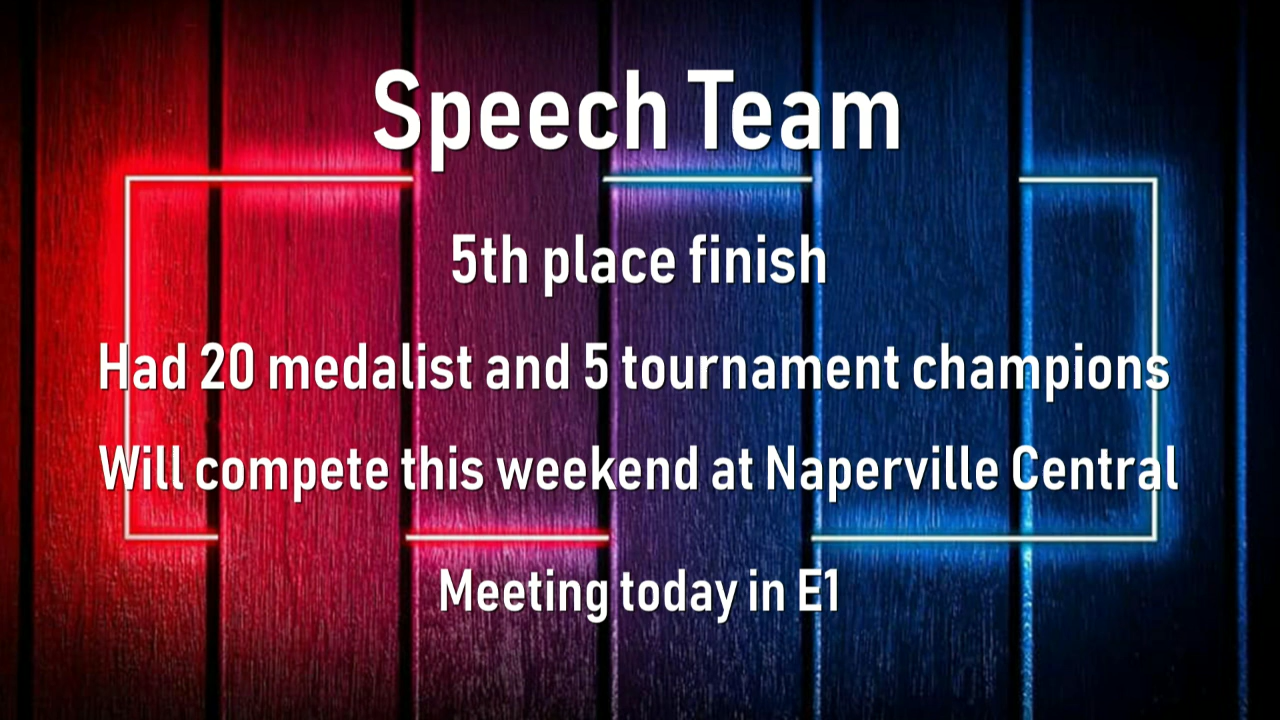 Speech Team
5th place finish
Had 20 medalist and 5 tournament champions
Will compete this weekend at Naperville Central
Meeting today in E1